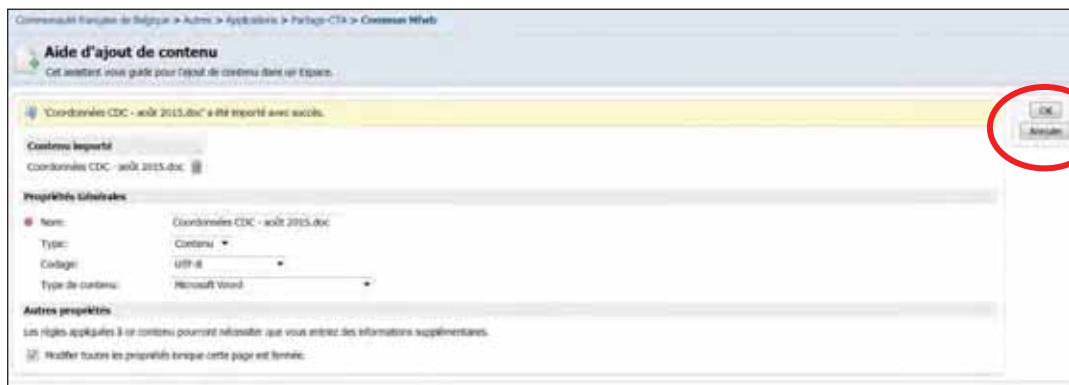 Communauté française de Belgique > Autres > Applications > Partage-CTA > Commun Mfweb
Aide d'ajout de contenu
Cet assistant vous guide pour l'ajout de contenu dans un Espace.
'Coordonnées CDC - août 2015.doc' a été importé avec succès.
OK
Annuler
Contenu importé
Coordonnées CDC - août 2015.doc
Propriétés Générales
Nom: Coordonnées CDC - août 2015.doc
Type: Contenu
Codage: UTF-8
Type de contenu: Microsoft Word
Autres propriétés
Les règles appliquées à ce contenu pourront nécessiter que vous entriez des informations supplémentaires.
Modifier toutes les propriétés lorsque cette page est fermée.